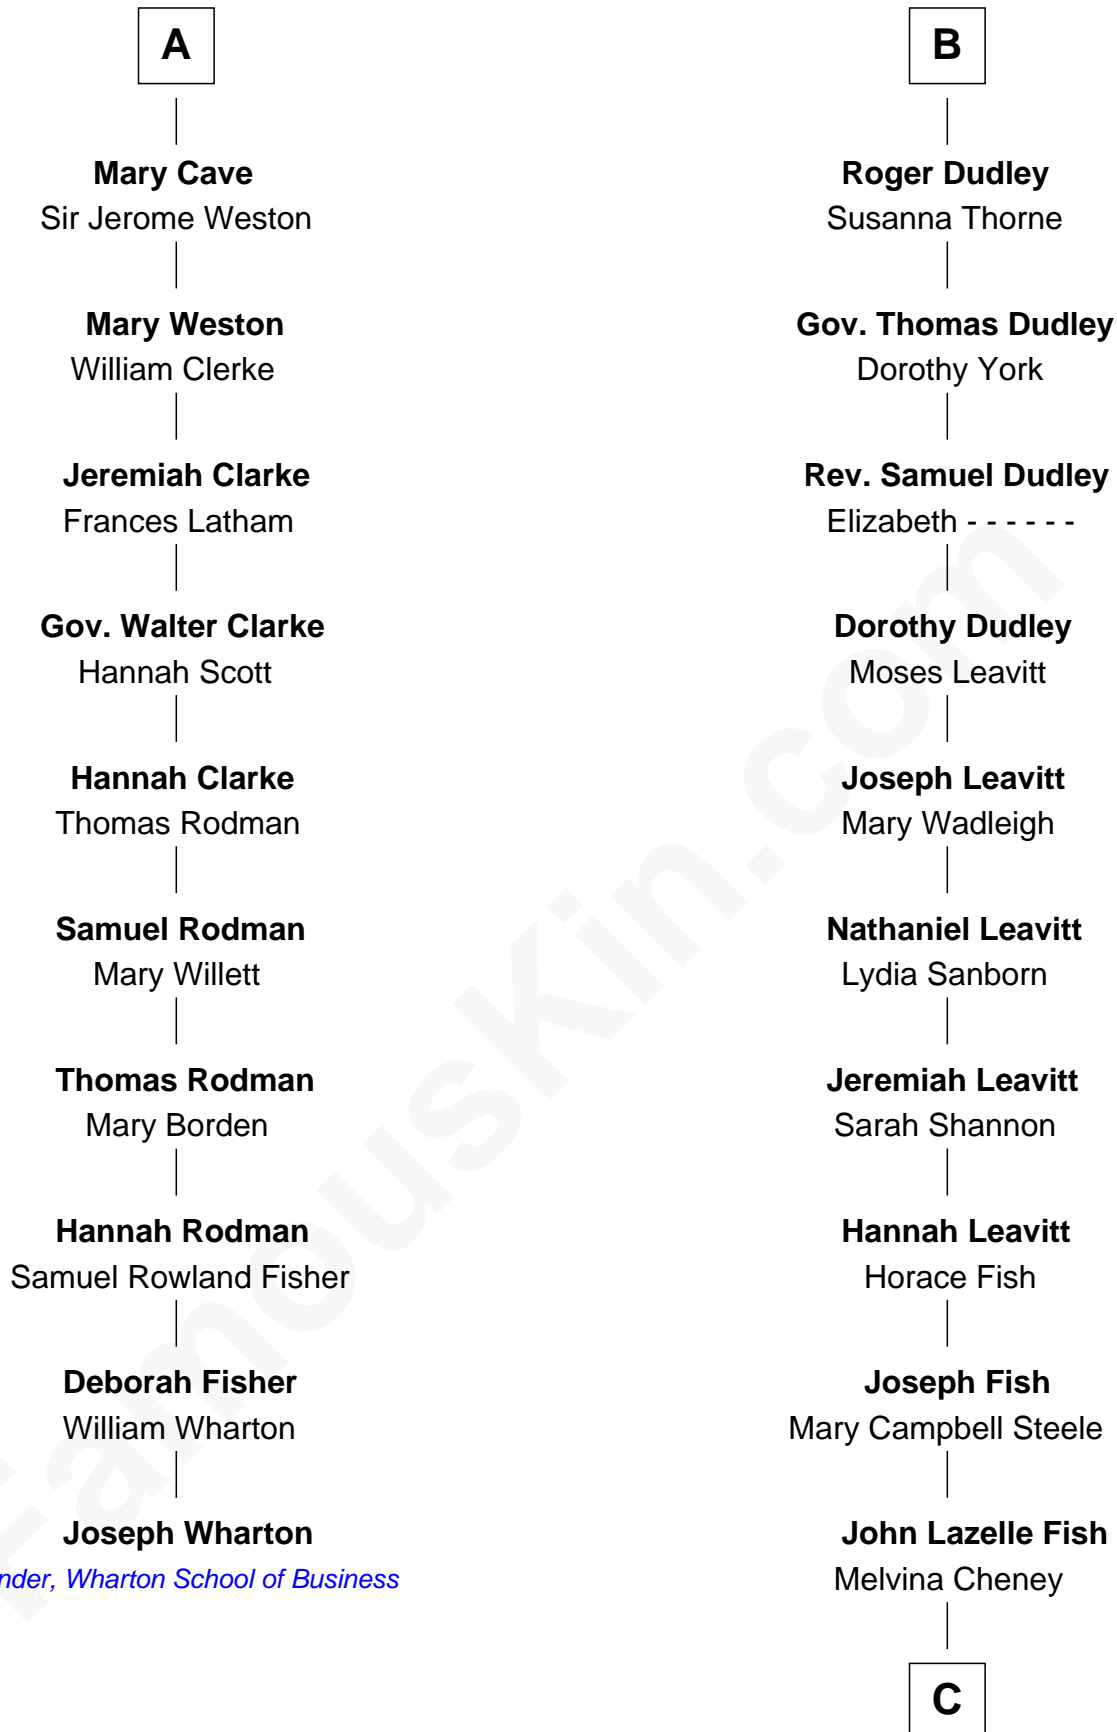 A
Mary Cave
Sir Jerome Weston
Mary Weston
William Clerke
Jeremiah Clarke
Frances Latham
Gov. Walter Clarke
Hannah Scott
Hannah Clarke
Thomas Rodman
Samuel Rodman
Mary Willett
Thomas Rodman
Mary Borden
Hannah Rodman
Samuel Rowland Fisher
Deborah Fisher
William Wharton
Joseph Wharton
nder, Wharton School of Business
B
Roger Dudley
Susanna Thorne
Gov. Thomas Dudley
Dorothy York
Rev. Samuel Dudley
Elizabeth - - - - - -
Dorothy Dudley
Moses Leavitt
Joseph Leavitt
Mary Wadleigh
Nathaniel Leavitt
Lydia Sanborn
Jeremiah Leavitt
Sarah Shannon
Hannah Leavitt
Horace Fish
Joseph Fish
Mary Campbell Steele
John Lazelle Fish
Melvina Cheney
C
FamousKin.com